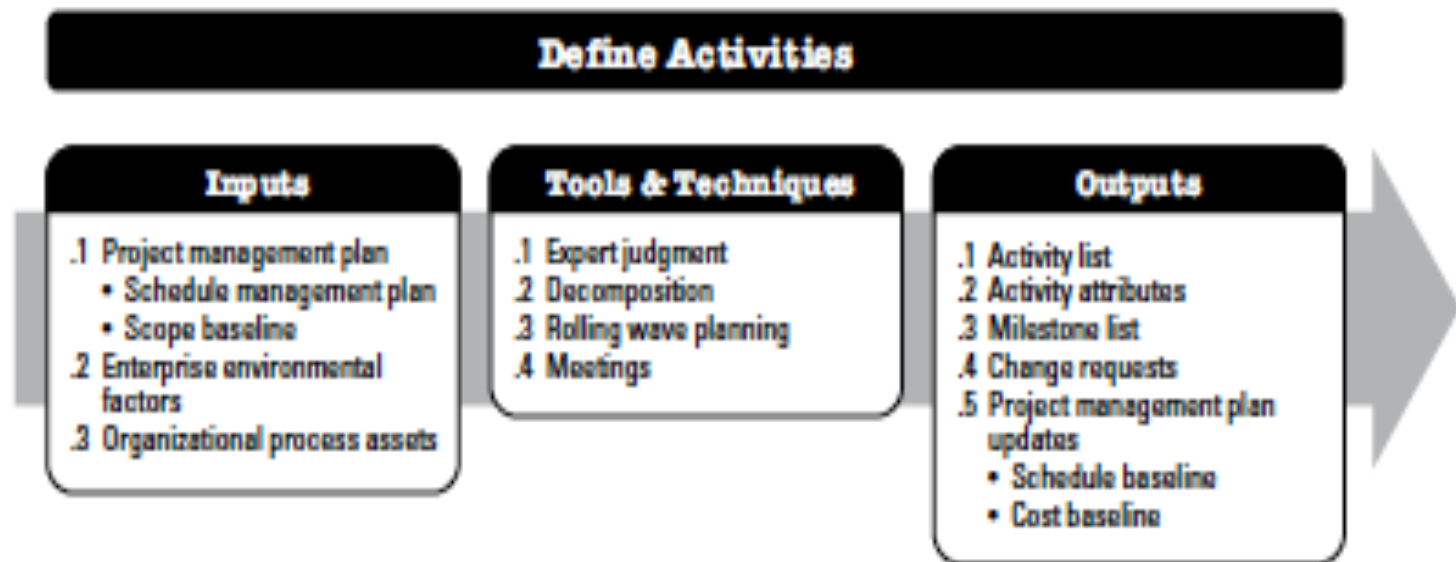 Define Activities
Inputs
.1 Project management plan
• Schedule management plan
• Scope baseline
.2 Enterprise environmental
factors
.3 Organizational process assets
Tools & Techniques
.1 Expert judgment
.2 Decomposition
.3 Rolling wave planning
.4 Meetings
Outputs
.1 Activity list
.2 Activity attributes
.3 Milestone list
.4 Change requests
.5 Project management plan
updates
• Schedule baseline
• Cost baseline